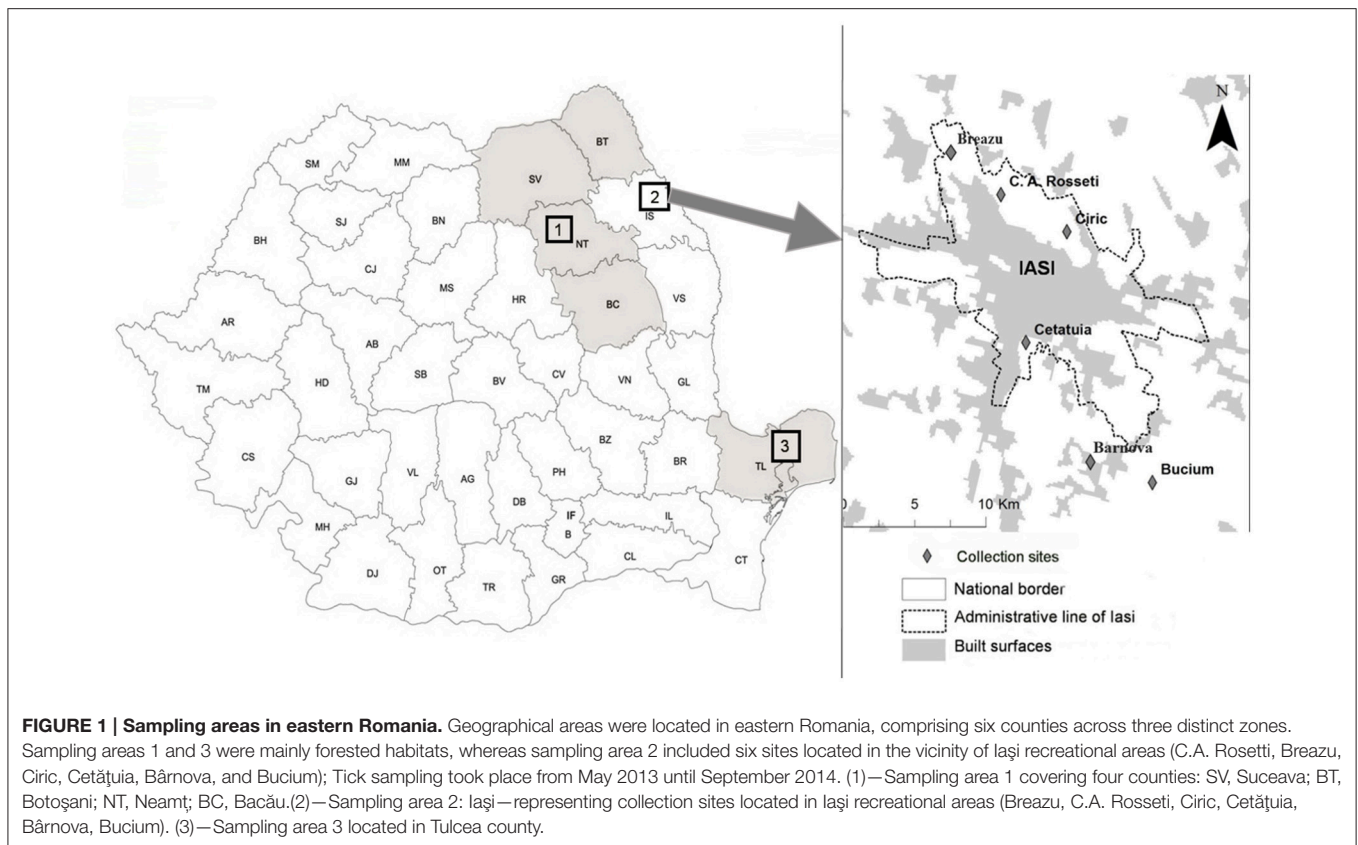 BT
SV
SM
MM
2
IS
SJ
BN
1
NT
BH
CJ
MS
HR
BC
VS
AR
AB
TM
HD
SB
BV
CV
VN
GL
CS
GJ
VL
AG
PH
BZ
BR
TL
3
DB
IF
B
IL
MH
DJ
OT
TR
GR
CL
CT
N
Breazu
C. A. Rosseti
Ciric
IASI
Cetatuia
Barnova
Bucium
0 5 10 Km
Collection sites
National border
Administrative line of Iasi
Built surfaces
FIGURE 1 | Sampling areas in eastern Romania. Geographical areas were located in eastern Romania, comprising six counties across three distinct zones.
Sampling areas 1 and 3 were mainly forested habitats, whereas sampling area 2 included six sites located in the vicinity of Iaşi recreational areas (C.A. Rosetti, Breazu,
Ciric, Cetăţuia, Bârnova, and Bucium); Tick sampling took place from May 2013 until September 2014. (1)—Sampling area 1 covering four counties: SV, Suceava; BT,
Botoşani; NT, Neamţ; BC, Bacău.(2)—Sampling area 2: Iaşi—representing collection sites located in Iaşi recreational areas (Breazu, C.A. Rosseti, Ciric, Cetăţuia,
Bârnova, Bucium). (3)—Sampling area 3 located in Tulcea county.